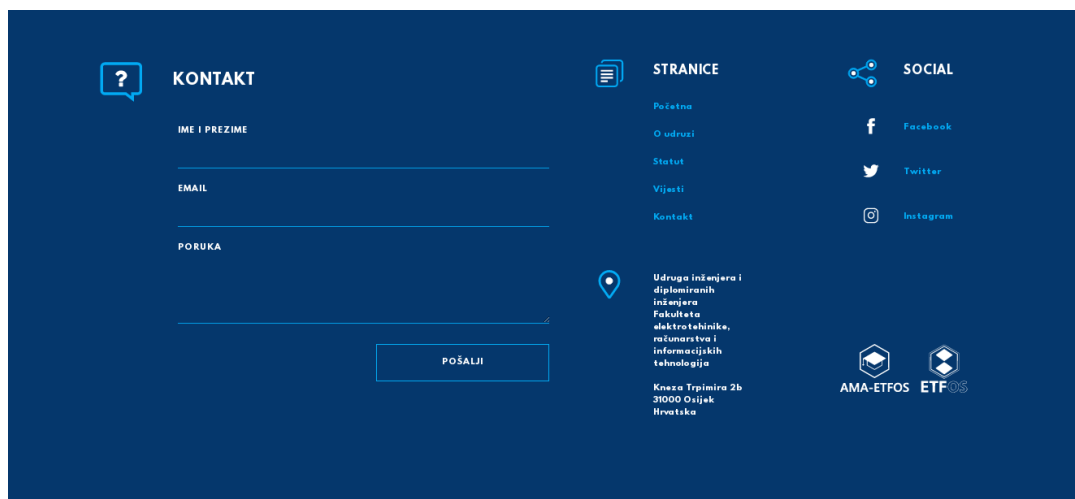 ?
KONTAKT
IME I PREZIME
EMAIL
PORUKA
POŠALJI
STRANICE
Početna
O udruzi
Statut
Vijesti
Kontakt
Udruga inženjera i
diplomiranih
inženjera
Fakulteta
elektrotehinike,
računarstva i
informacijskih
tehnologija
Kneza Trpimira 2b
31000 Osijek
Hrvatska
SOCIAL
Facebook
Twitter
Instagram
AMA-ETFOS
ETFOS